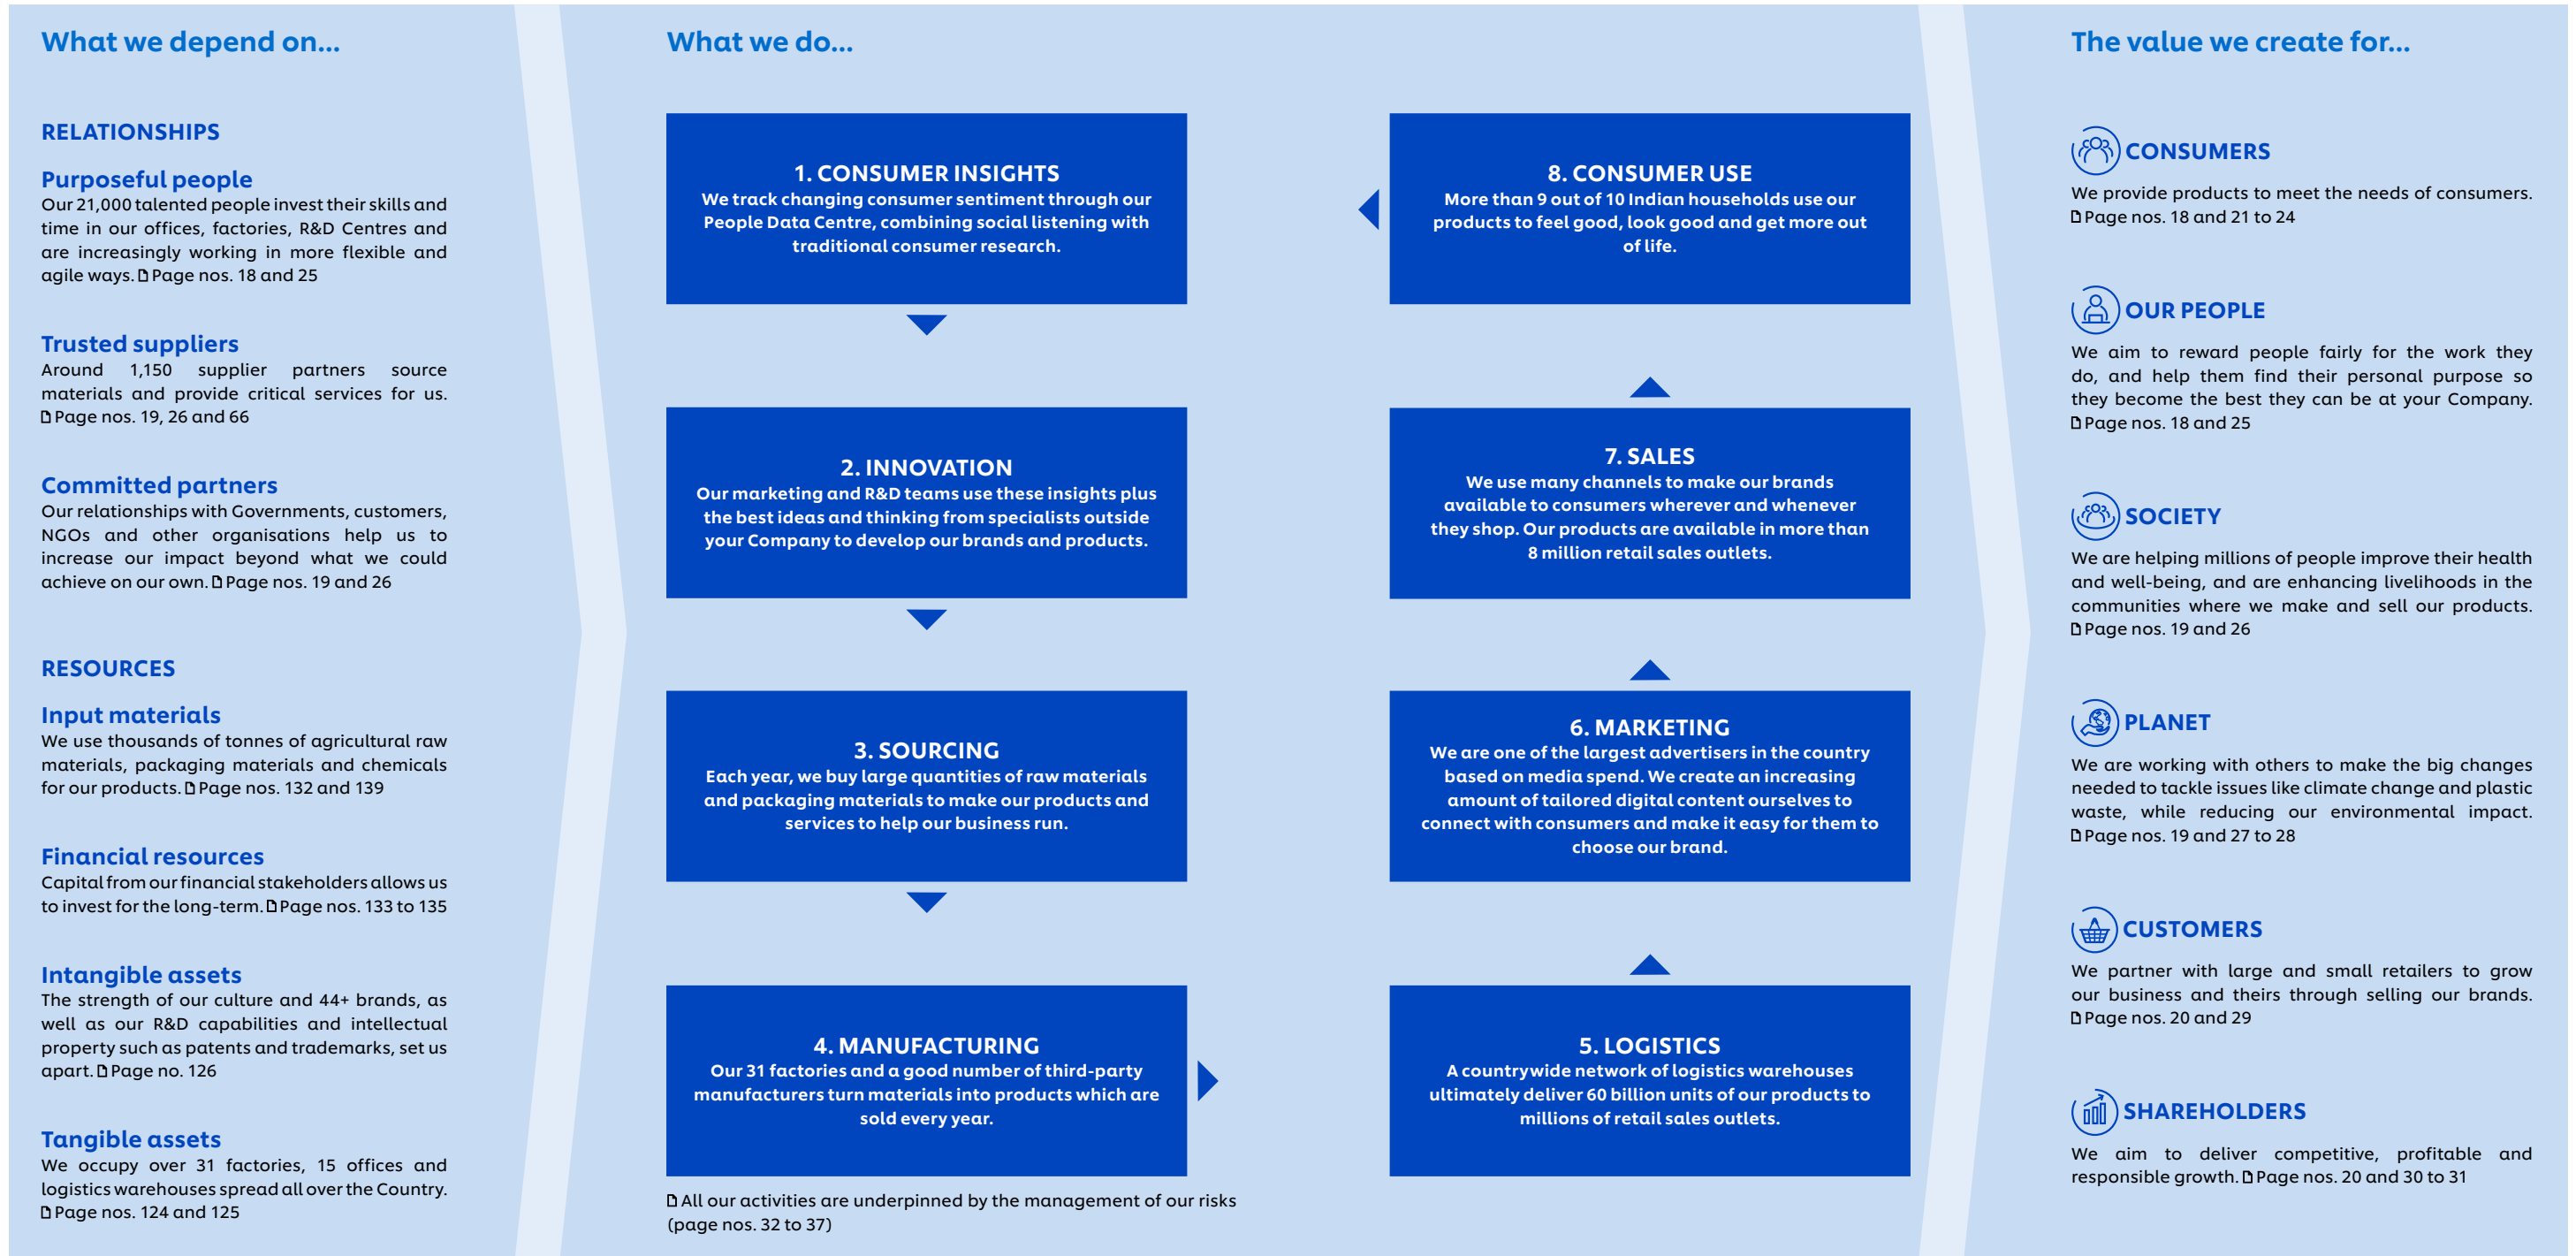 What we depend on...
RELATIONSHIPS
Purposeful people
Our 21,000 talented people invest their skills and
time in our offices, factories, R&D Centres and
are increasingly working in more flexible and
agile ways. Page nos. 18 and 25
Trusted suppliers
Around 1,150 supplier partners source
materials and provide critical services for us.
Page nos. 19, 26 and 66
Committed partners
Our relationships with Governments, customers,
NGOs and other organisations help us to
increase our impact beyond what we could
achieve on our own. Page nos. 19 and 26
RESOURCES
Input materials
We use thousands of tonnes of agricultural raw
materials, packaging materials and chemicals
for our products. Page nos. 132 and 139
Financial resources
Capital from our financial stakeholders allows us
to invest for the long-term. Page nos. 133 to 135
Intangible assets
The strength of our culture and 44+ brands, as
well as our R&D capabilities and intellectual
property such as patents and trademarks, set us
apart. Page no. 126
Tangible assets
We occupy over 31 factories, 15 offices and
logistics warehouses spread all over the Country.
Page nos. 124 and 125
What we do...
1. CONSUMER INSIGHTS
We track changing consumer sentiment through our
People Data Centre, combining social listening with
traditional consumer research.
2. INNOVATION
Our marketing and R&D teams use these insights plus
the best ideas and thinking from specialists outside
your Company to develop our brands and products.
3. SOURCING
Each year, we buy large quantities of raw materials
and packaging materials to make our products and
services to help our business run.
4. MANUFACTURING
Our 31 factories and a good number of third-party
manufacturers turn materials into products which are
sold every year.
5. LOGISTICS
A countrywide network of logistics warehouses
ultimately deliver 60 billion units of our products to
millions of retail sales outlets.
6. MARKETING
We are one of the largest advertisers in the country
based on media spend. We create an increasing
amount of tailored digital content ourselves to
connect with consumers and make it easy for them to
choose our brand.
7. SALES
We use many channels to make our brands
available to consumers wherever and whenever
they shop. Our products are available in more than
8 million retail sales outlets.
8. CONSUMER USE
More than 9 out of 10 Indian households use our
products to feel good, look good and get more out
of life.
All our activities are underpinned by the management of our risks
(page nos. 32 to 37)
The value we create for...
CONSUMERS
We provide products to meet the needs of consumers.
Page nos. 18 and 21 to 24
OUR PEOPLE
We aim to reward people fairly for the work they
do, and help them find their personal purpose so
they become the best they can be at your Company.
Page nos. 18 and 25
SOCIETY
We are helping millions of people improve their health
and well-being, and are enhancing livelihoods in the
communities where we make and sell our products.
Page nos. 19 and 26
PLANET
We are working with others to make the big changes
needed to tackle issues like climate change and plastic
waste, while reducing our environmental impact.
Page nos. 19 and 27 to 28
CUSTOMERS
We partner with large and small retailers to grow
our business and theirs through selling our brands.
Page nos. 20 and 29
SHAREHOLDERS
We aim to deliver competitive, profitable and
responsible growth. Page nos. 20 and 30 to 31